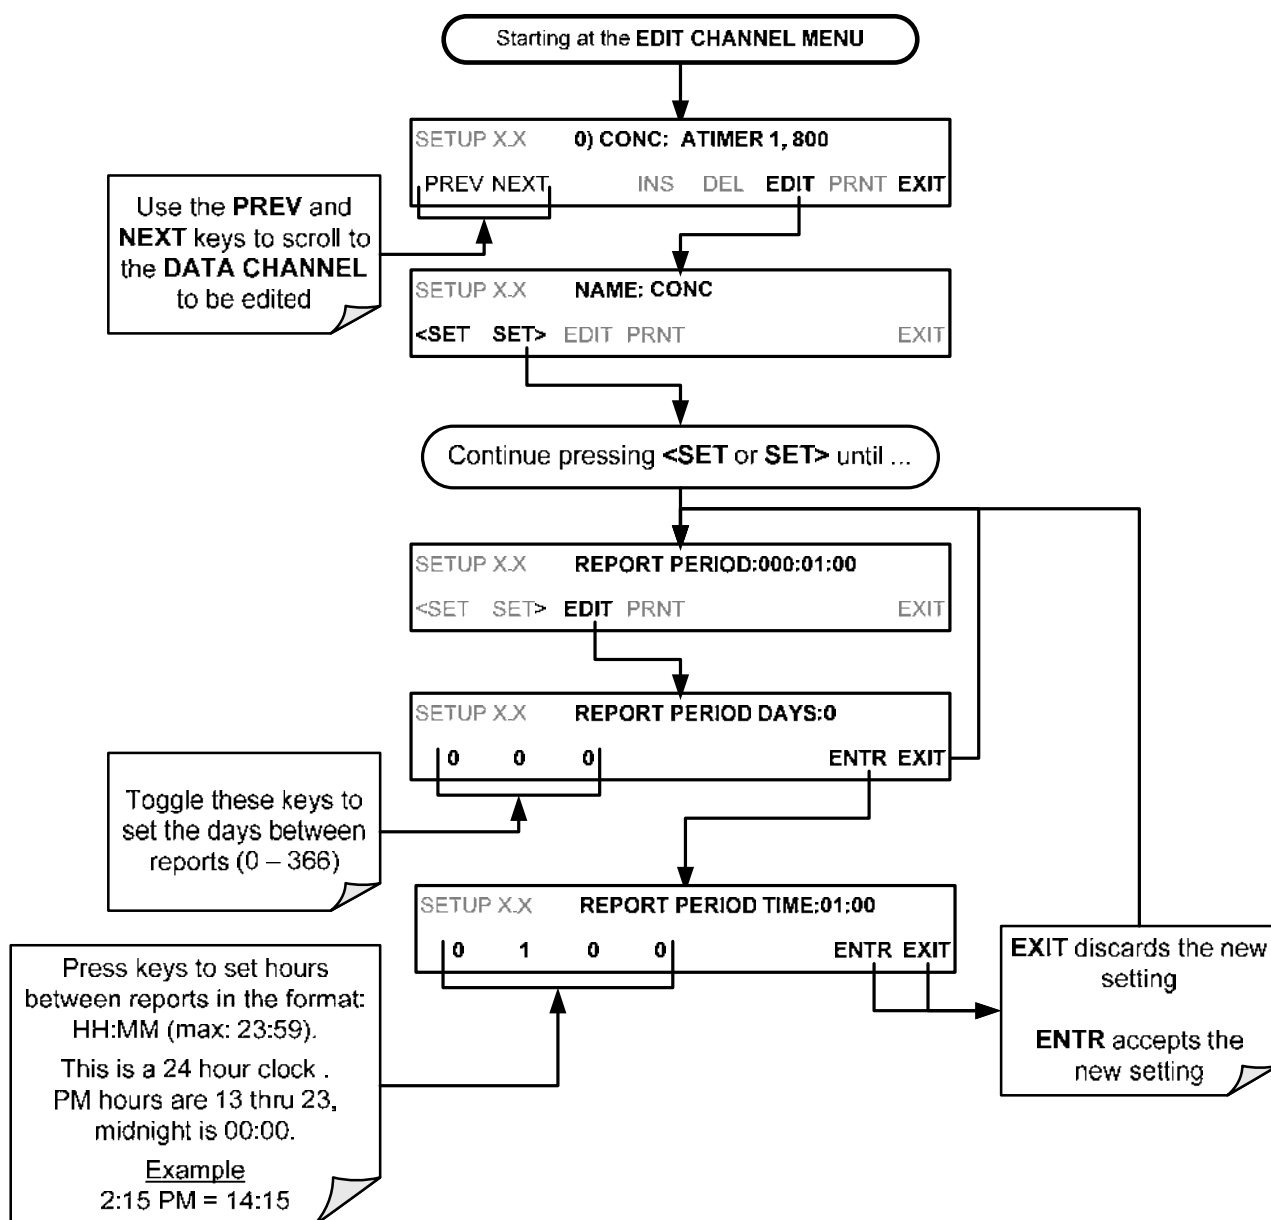 Starting at the EDIT CHANNEL MENU
SETUP X.X 0) CONC: ATIMER 1, 800
PREV NEXT INS DEL EDIT PRNT EXIT
Use the PREV and
NEXT keys to scroll to
the DATA CHANNEL
to be edited
SETUP X.X NAME: CONC
<SET SET> EDIT PRNT EXIT
Continue pressing <SET or SET> until ...
SETUP X.X REPORT PERIOD:000:01:00
<SET SET> EDIT PRNT EXIT
SETUP X.X REPORT PERIOD DAYS:0
0 0 0 ENTR EXIT
Toggle these keys to
set the days between
reports (0 – 366)
SETUP X.X REPORT PERIOD TIME:01:00
0 1 0 0 ENTR EXIT
Press keys to set hours
between reports in the format:
HH:MM (max: 23:59).
This is a 24 hour clock .
PM hours are 13 thru 23,
midnight is 00:00.
Example
2:15 PM = 14:15
EXIT discards the new
setting
ENTR accepts the
new setting